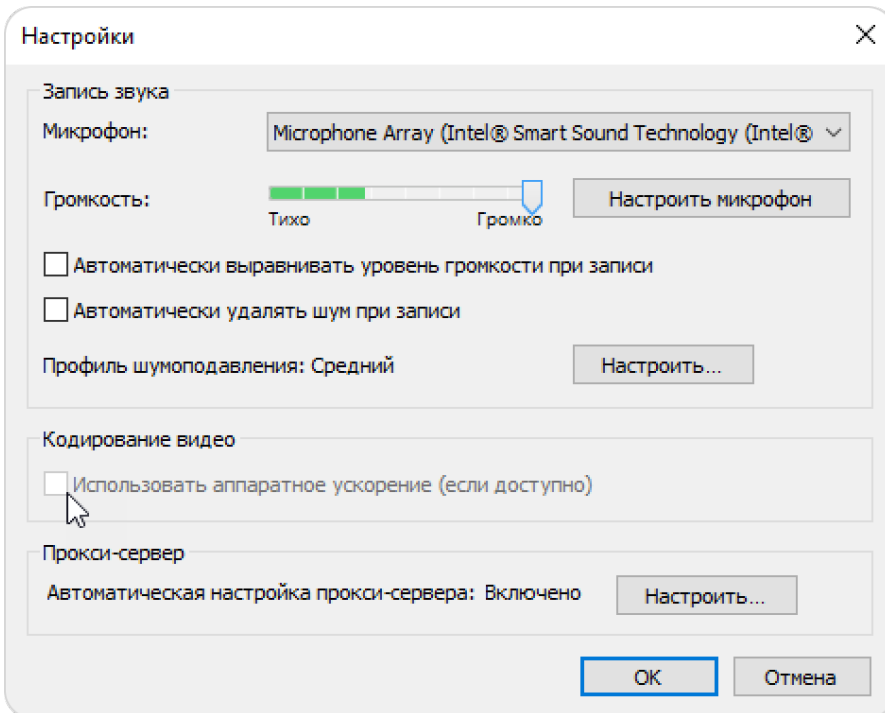 Настройки
Запись звука
Микрофон: Microphone Array (Intel® Smart Sound Technology (Intel®
Громкость: Настроить микрофон
Тихо Громко
Автоматически выравнивать уровень громкости при записи
Автоматически удалять шум при записи
Профиль шумоподавления: Средний Настроить...
Кодирование видео
Использовать аппаратное ускорение (если доступно)
Прокси-сервер
Автоматическая настройка прокси-сервера: Включено Настроить...
OK Отмена